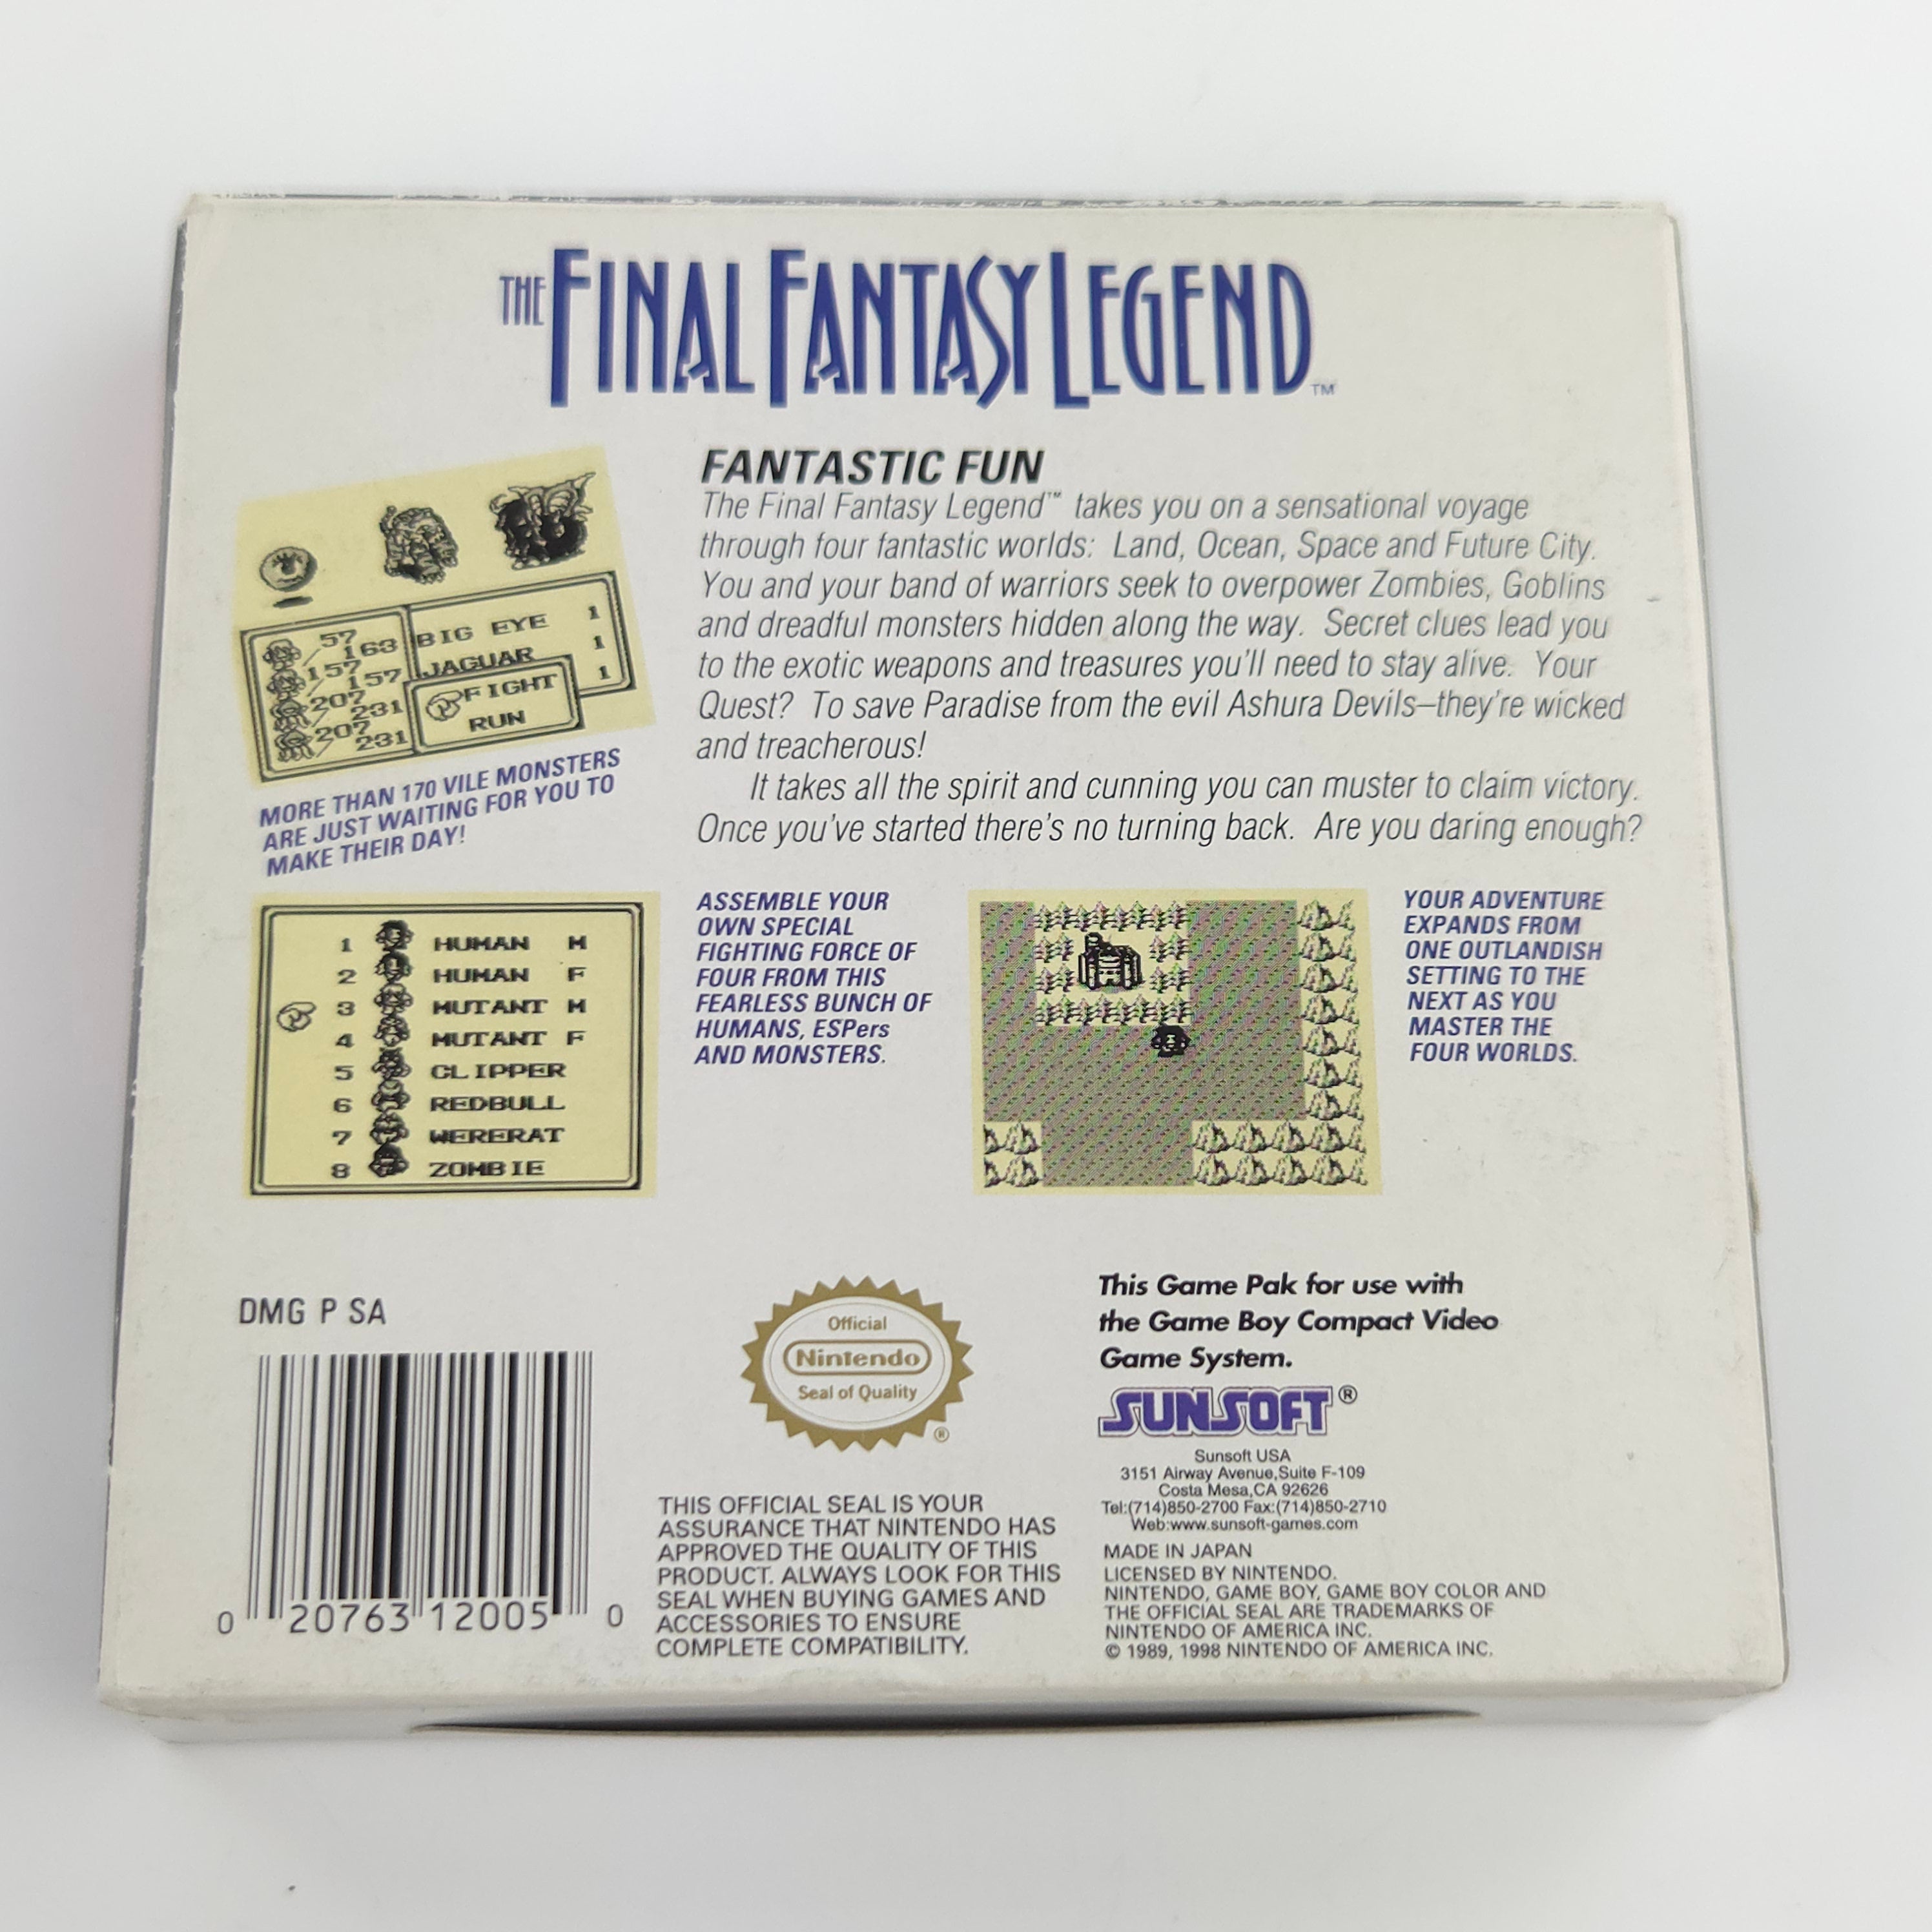 THE FINAL FANTASY LEGEND™
FANTASTIC FUN
The Final Fantasy Legend™ takes you on a sensational voyage
through four fantastic worlds: Land, Ocean, Space and Future City.
You and your band of warriors seek to overpower Zombies, Goblins
and dreadful monsters hidden along the way. Secret clues lead you
to the exotic weapons and treasures you'll need to stay alive. Your
Quest? To save Paradise from the evil Ashura Devils–they're wicked
and treacherous!
It takes all the spirit and cunning you can muster to claim victory.
Once you've started there's no turning back. Are you daring enough?
57
163
157
157
207
231
207
231
BIG EYE 1
JAGUAR 1
1
FIGHT
RUN
MORE THAN 170 VILE MONSTERS
ARE JUST WAITING FOR YOU TO
MAKE THEIR DAY!
1 HUMAN M
2 HUMAN F
3 MUTANT M
4 MUTANT F
5 CLIPPER
6 REDBULL
7 WERERAT
8 ZOMBIE
ASSEMBLE YOUR
OWN SPECIAL
FIGHTING FORCE OF
FOUR FROM THIS
FEARLESS BUNCH OF
HUMANS, ESPers
AND MONSTERS.
YOUR ADVENTURE
EXPANDS FROM
ONE OUTLANDISH
SETTING TO THE
NEXT AS YOU
MASTER THE
FOUR WORLDS.
DMG P SA
0 20763 12005 0
Official
Nintendo
Seal of Quality
®
THIS OFFICIAL SEAL IS YOUR
ASSURANCE THAT NINTENDO HAS
APPROVED THE QUALITY OF THIS
PRODUCT. ALWAYS LOOK FOR THIS
SEAL WHEN BUYING GAMES AND
ACCESSORIES TO ENSURE
COMPLETE COMPATIBILITY.
This Game Pak for use with
the Game Boy Compact Video
Game System.
SUNSOFT®
Sunsoft USA
3151 Airway Avenue,Suite F-109
Costa Mesa,CA 92626
Tel:(714)850-2700 Fax:(714)850-2710
Web:www.sunsoft-games.com
MADE IN JAPAN
LICENSED BY NINTENDO.
NINTENDO, GAME BOY, GAME BOY COLOR AND
THE OFFICIAL SEAL ARE TRADEMARKS OF
NINTENDO OF AMERICA INC.
© 1989, 1998 NINTENDO OF AMERICA INC.